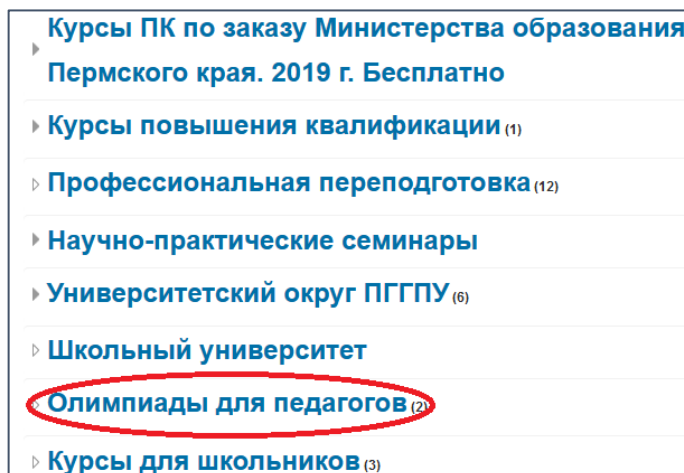 Курсы ПК по заказу Министерства образования
Пермского края. 2019 г. Бесплатно
Курсы повышения квалификации (1)
Профессиональная переподготовка (12)
Научно-практические семинары
Университетский округ ПГГПУ (6)
Школьный университет
Олимпиады для педагогов (2)
Курсы для школьников (3)